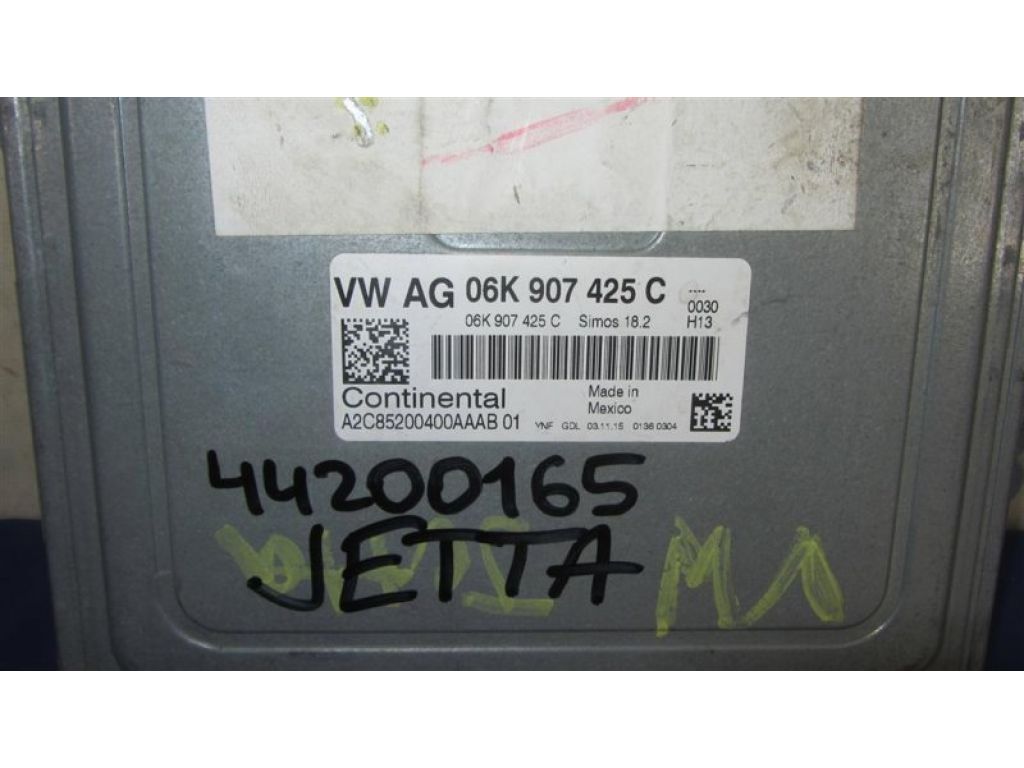 VW AG 06K 907 425 C ----
0030
06K 907 425 C Simos 18.2 H13
Continental
Made in
Mexico
A2C85200400AAAB 01 YNF GDL 03.11.15 0136 0304
44200165
JETTA